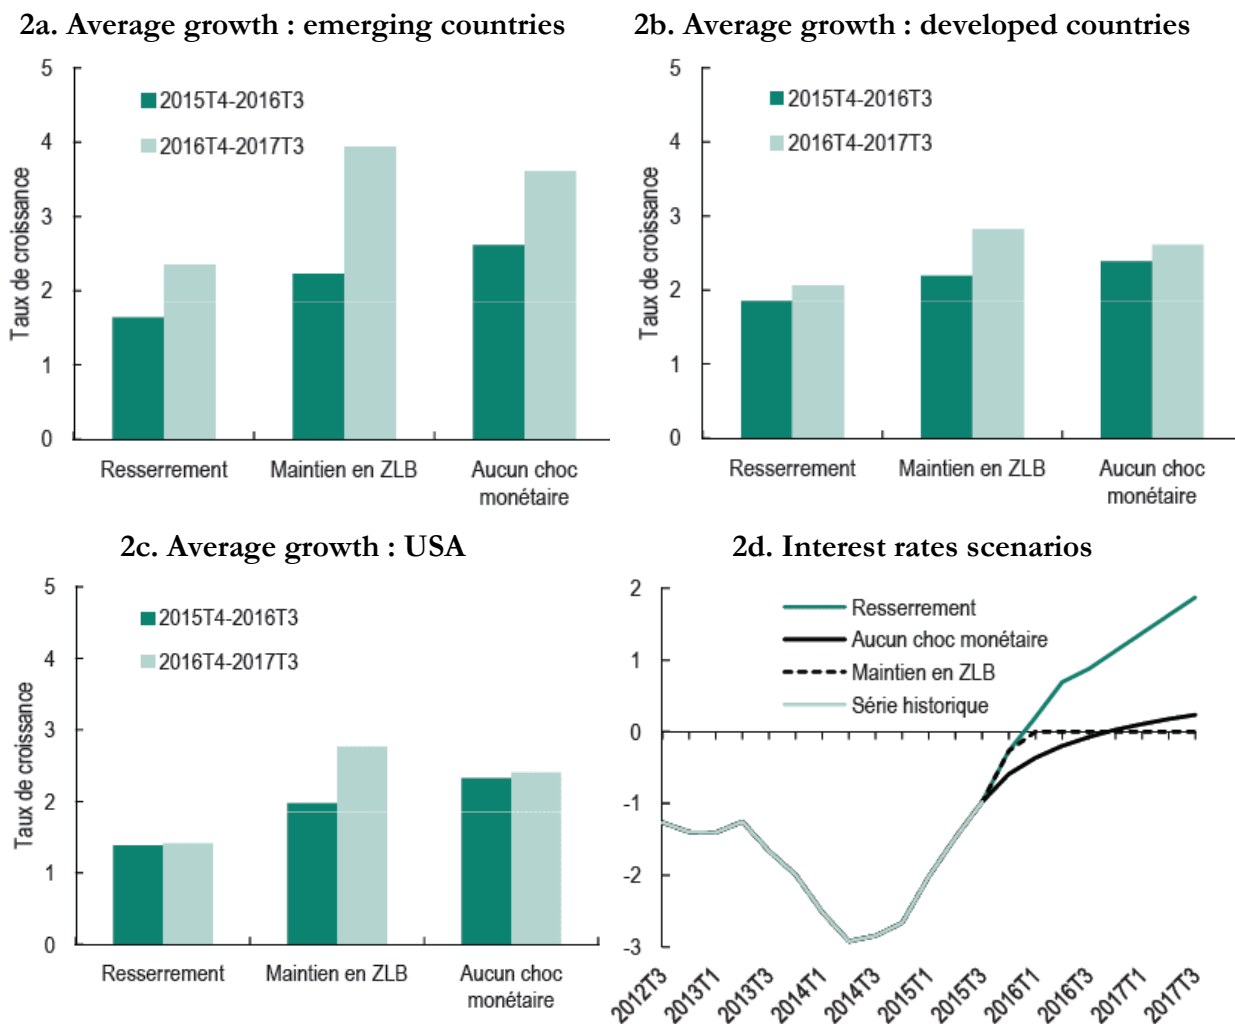 2a. Average growth : emerging countries
2b. Average growth : developed countries
5
4
3
2
1
0
Taux de croissance
2015T4-2016T3
2016T4-2017T3
Resserrement
Maintien en ZLB
Aucun choc
monétaire
5
4
3
2
1
0
Taux de croissance
2015T4-2016T3
2016T4-2017T3
Resserrement
Maintien en ZLB
Aucun choc
monétaire
2c. Average growth : USA
2d. Interest rates scenarios
5
4
3
2
1
0
Taux de croissance
2015T4-2016T3
2016T4-2017T3
Resserrement
Maintien en ZLB
Aucun choc
monétaire
2
1
0
-1
-2
-3
Resserrement
Aucun choc monétaire
Maintien en ZLB
Série historique
2012T3
2013T1
2013T3
2014T1
2014T3
2015T1
2015T3
2016T1
2016T3
2017T1
2017T3